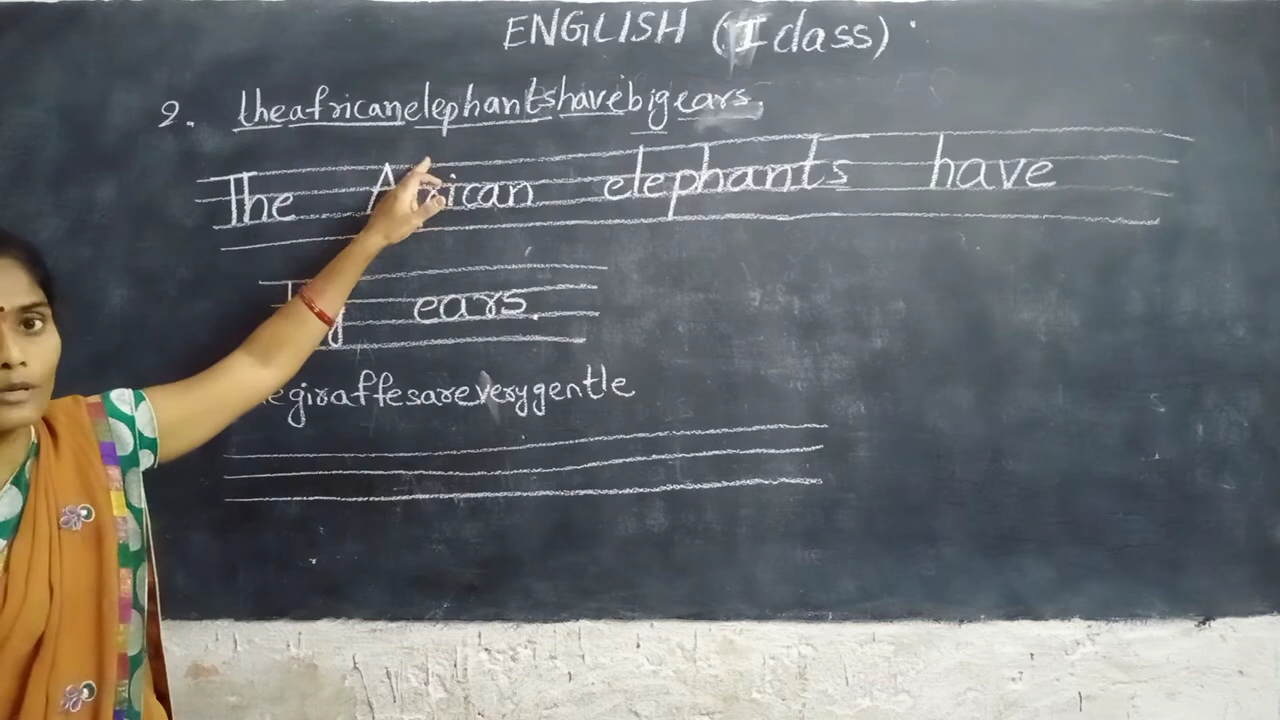 ENGLISH (I class)
2. theafricanelephantshavebigears.
The African elephants have
ears.
egiraffesareverygentle